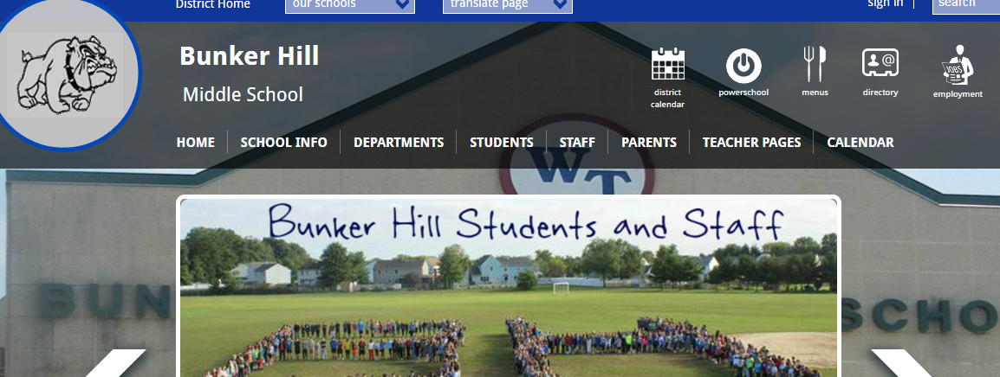 District Home our schools translate page sign in search
Bunker Hill
Middle School
district
calendar
powerschool
menus
directory
JOBS
employment
HOME SCHOOL INFO DEPARTMENTS STUDENTS STAFF PARENTS TEACHER PAGES CALENDAR
WT
Bunker Hill Students and Staff
BUN
SCHO